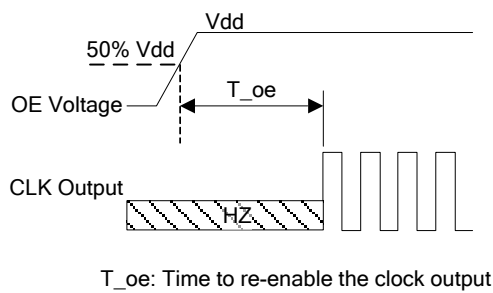 Vdd
50% Vdd
T_oe
OE Voltage
CLK Output
HZ
T_oe: Time to re-enable the clock output